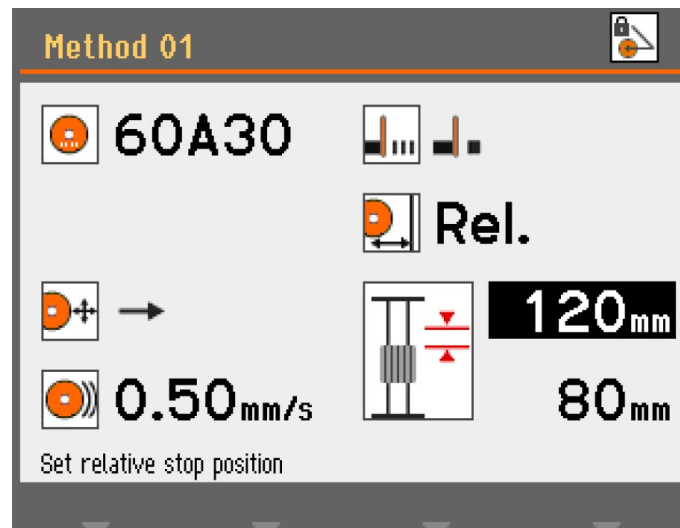 Method 01
60A30
Rel.
120mm
0.50mm/s
80mm
Set relative stop position